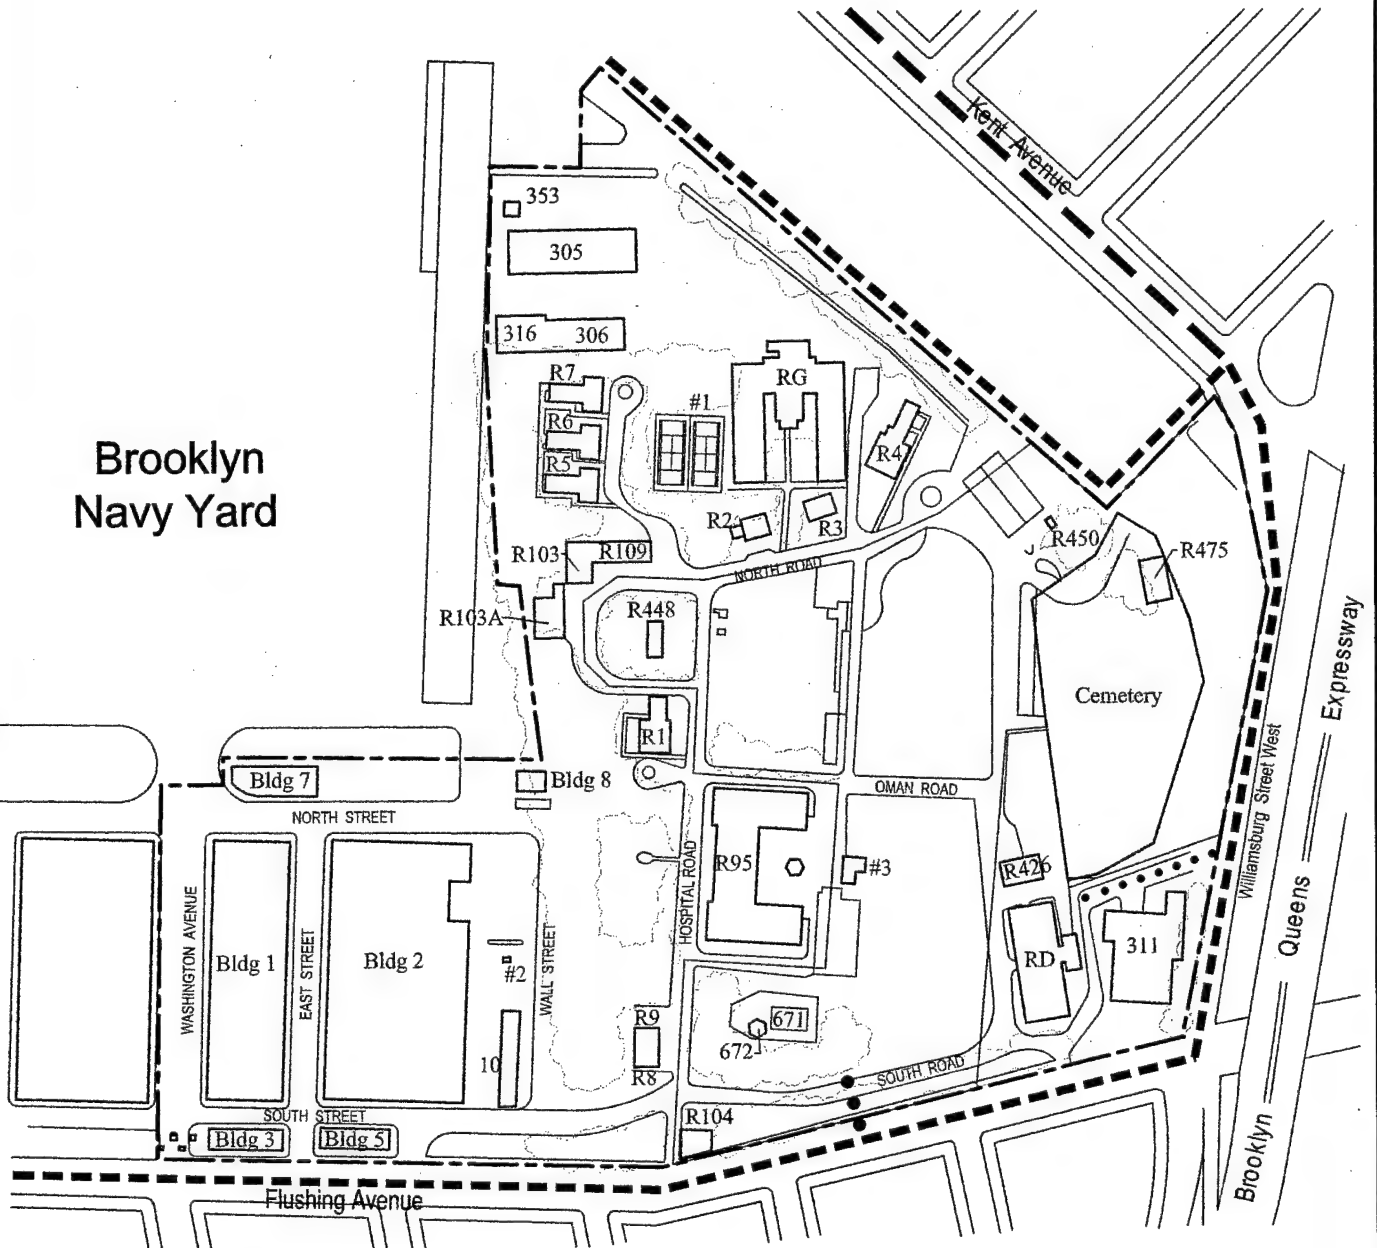 Kent Avenue
353
305
316
306
R7
RG
#1
R6
R4
Brooklyn
Navy Yard
R5
R2
R3
R450
R103
R109
R475
NORTH ROAD
R448
R103A
Cemetery
Expressway
R1
Williamsburg Street West
Bldg 7
Bldg 8
OMAN ROAD
NORTH STREET
R95
#3
R426
HOSPITAL ROAD
WASHINGTON AVENUE
Queens
EAST STREET
Bldg 1
Bldg 2
#2
WALL STREET
RD
311
R9
671
672
10
R8
SOUTH ROAD
SOUTH STREET
R104
Bldg 3
Bldg 5
Brooklyn
Flushing Avenue